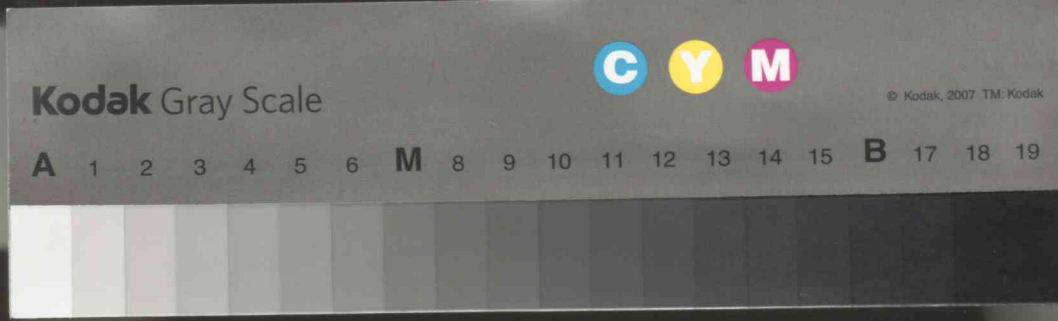 C Y M
Kodak Gray Scale
© Kodak, 2007 TM: Kodak
A 1 2 3 4 5 6 M 8 9 10 11 12 13 14 15 B 17 18 19